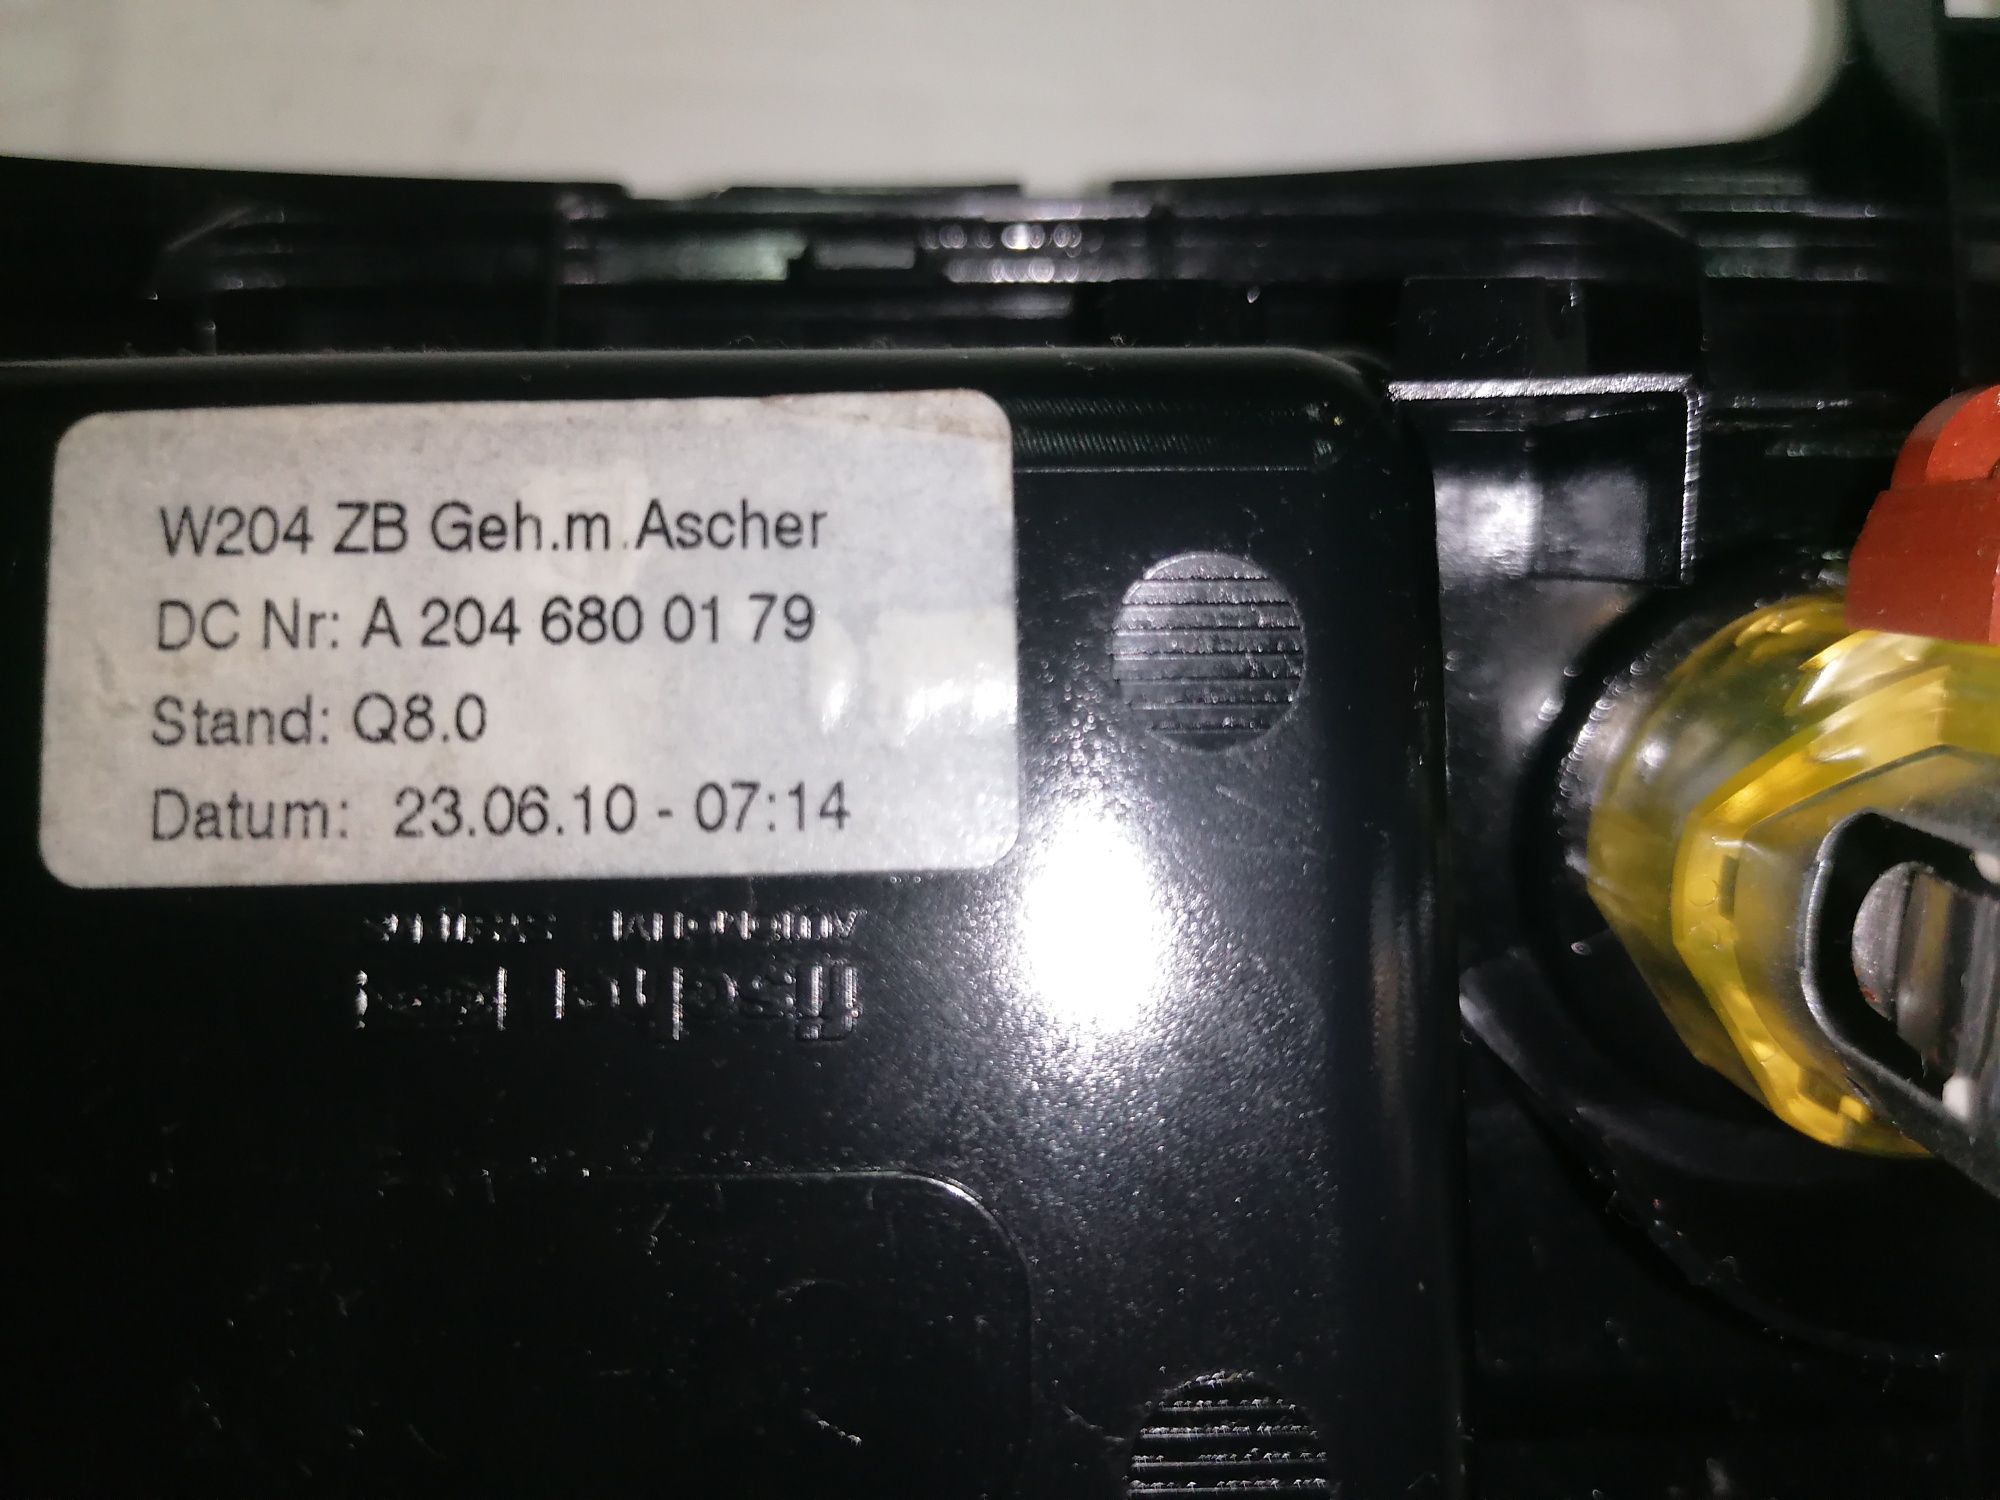 W204 ZB Geh.m.Ascher
DC Nr: A 204 680 01 79
Stand: Q8.0
Datum: 23.06.10 - 07:14